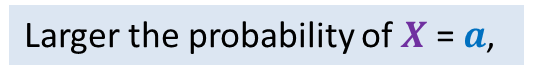 Larger the probability of X = a,